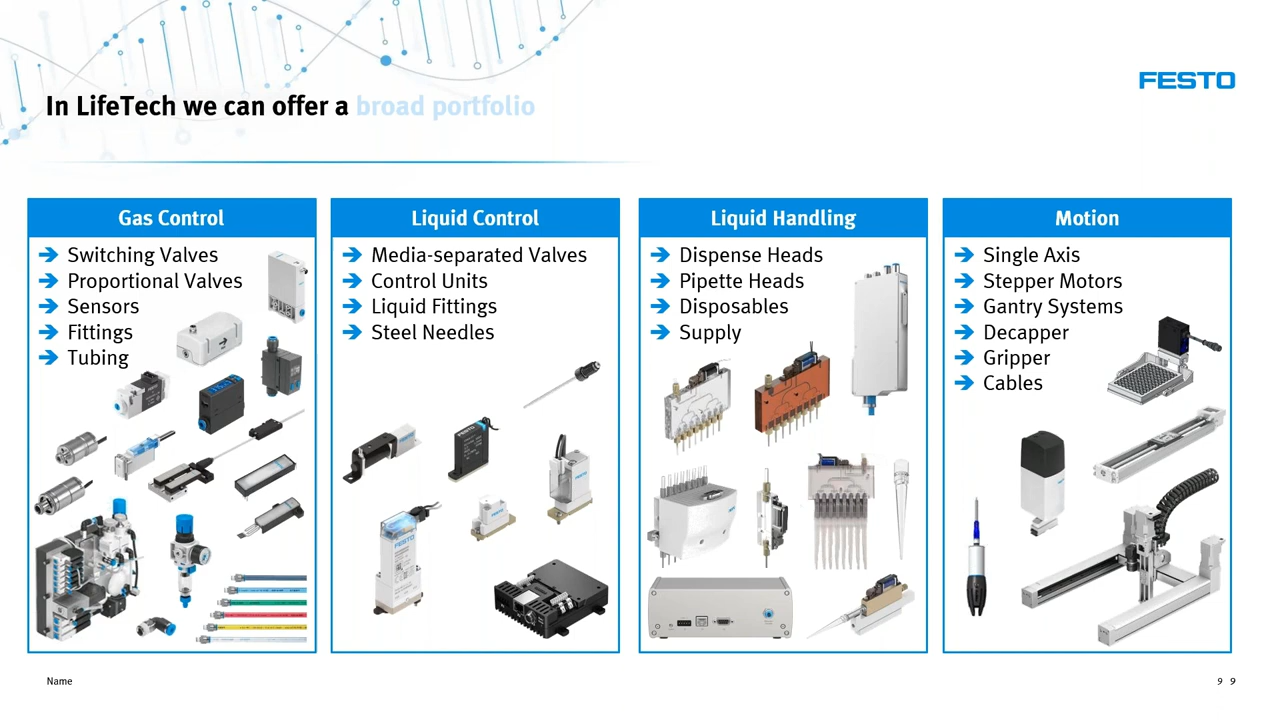 In LifeTech we can offer a broad portfolio
FESTO
Gas Control
Switching Valves
Proportional Valves
Sensors
Fittings
Tubing
Liquid Control
Media-separated Valves
Control Units
Liquid Fittings
Steel Needles
FESTO
FESTO
Liquid Handling
Dispense Heads
Pipette Heads
Disposables
Supply
Motion
Single Axis
Stepper Motors
Gantry Systems
Decapper
Gripper
Cables
Name
9 9